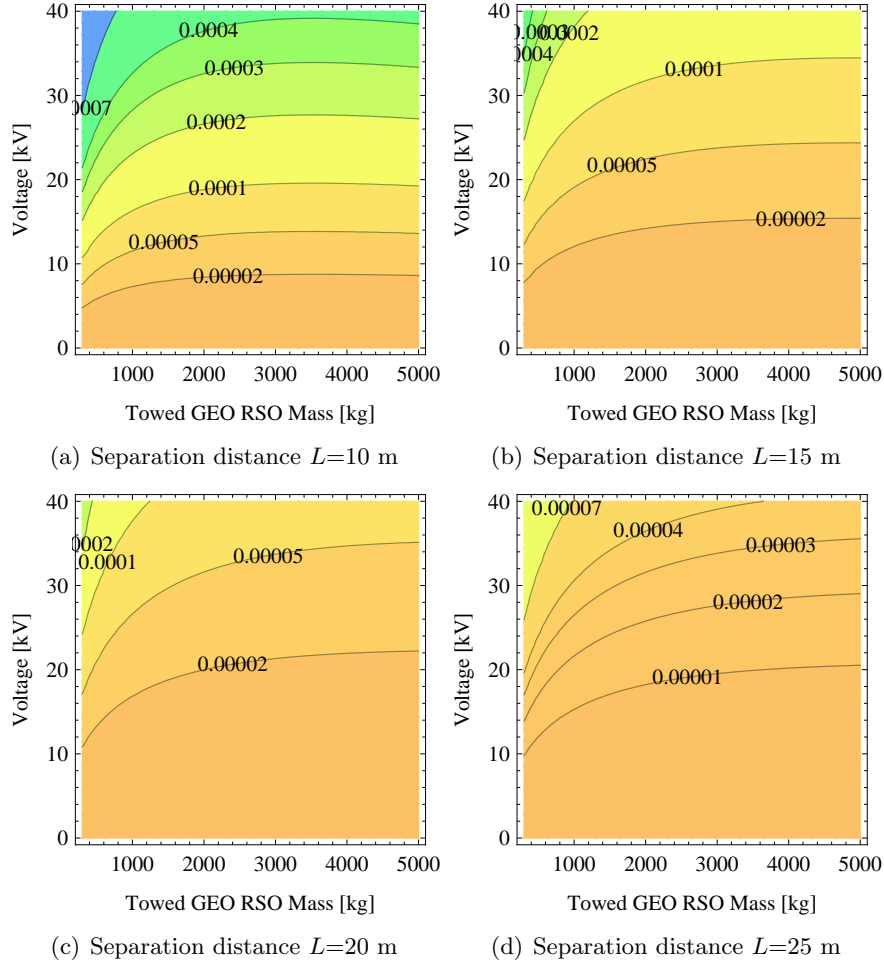 40
30
20
10
0
Voltage [kV]
0.0004
0.0003
0007
0.0002
0.0001
0.00005
0.00002
1000 2000 3000 4000 5000
Towed GEO RSO Mass [kg]
(a) Separation distance L=10 m
40
30
20
10
0
Voltage [kV]
0002
004
0.0001
0.00005
0.00002
1000 2000 3000 4000 5000
Towed GEO RSO Mass [kg]
(b) Separation distance L=15 m
40
30
20
10
0
Voltage [kV]
0002
0.0001
0.00005
0.00002
1000 2000 3000 4000 5000
Towed GEO RSO Mass [kg]
(c) Separation distance L=20 m
40
30
20
10
0
Voltage [kV]
0.00007
0.00004
0.00003
0.00002
0.00001
1000 2000 3000 4000 5000
Towed GEO RSO Mass [kg]
(d) Separation distance L=25 m